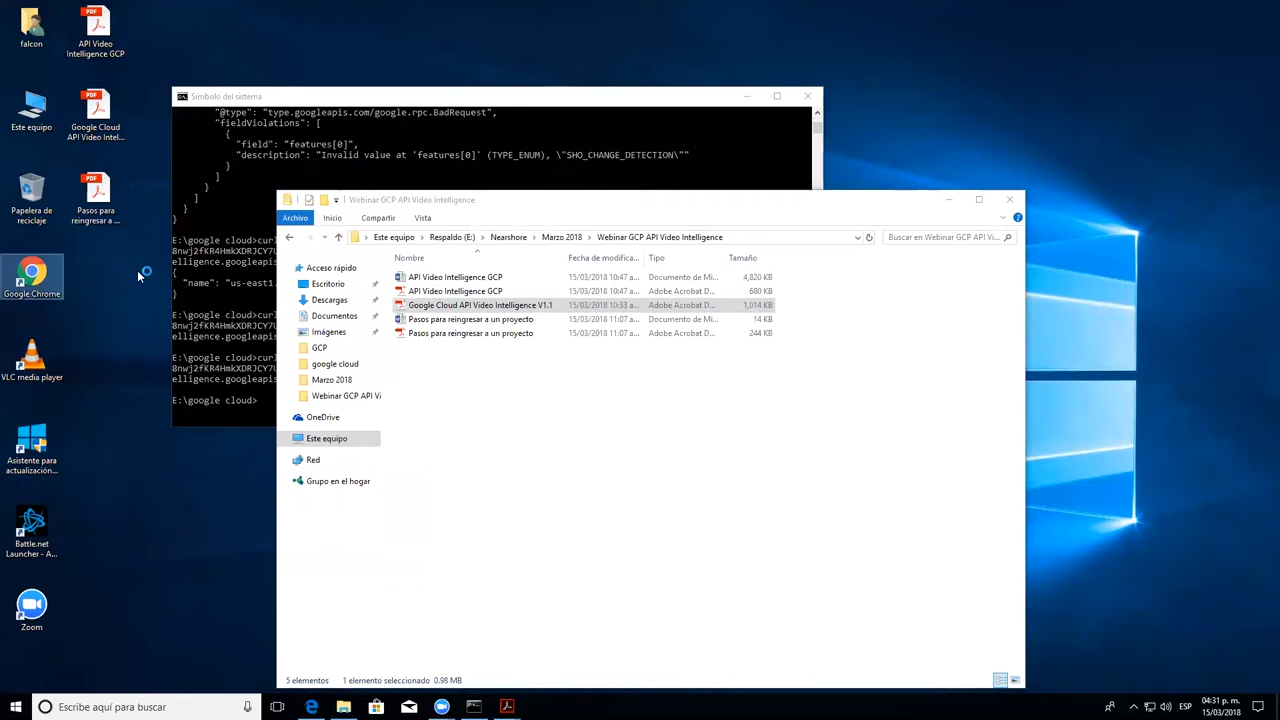 falcon
API Video
Intelligence GCP
Este equipo
Google Cloud
API Video Intel...
Papelera de
reciclaje
Pasos para
reingresar a ...
Google Chrome
VLC media player
Asistente para
actualización...
Battle.net
Launcher - A...
Zoom
Símbolo del sistema
"@type": "type.googleapis.com/google.rpc.BadRequest",
"fieldViolations": [
{
"field": "features[0]",
"description": "Invalid value at 'features[0]' (TYPE_ENUM), \"SHO_CHANGE_DETECTION\""
}
]
}
]
}
}
E:\google cloud>cur
8nwj2fKR4HmkXDRJCY7U
elligence.googleapis
{
"name": "us-east1.
}
E:\google cloud>cur
8nwj2fKR4HmkXDRJCY7U
elligence.googleapis
E:\google cloud>cur
8nwj2fKR4HmkXDRJCY7U
elligence.googleapis
E:\google cloud>
Webinar GCP API Video Intelligence
Archivo Inicio Compartir Vista
Este equipo > Respaldo (E:) > Nearshore > Marzo 2018 > Webinar GCP API Video Intelligence
Buscar en Webinar GCP API Vi...
Acceso rápido
Escritorio
Descargas
Documentos
Imágenes
GCP
google cloud
Marzo 2018
Webinar GCP API Vi
OneDrive
Este equipo
Red
Grupo en el hogar
Nombre Fecha de modifica... Tipo Tamaño
API Video Intelligence GCP 15/03/2018 10:47 a... Documento de Mi... 4,820 KB
API Video Intelligence GCP 15/03/2018 10:47 a... Adobe Acrobat D... 680 KB
Google Cloud API Video Intelligence V1.1 15/03/2018 10:33 a... Adobe Acrobat D... 1,014 KB
Pasos para reingresar a un proyecto 15/03/2018 11:07 a... Documento de Mi... 14 KB
Pasos para reingresar a un proyecto 15/03/2018 11:07 a... Adobe Acrobat D... 244 KB
5 elementos 1 elemento seleccionado 0.98 MB
Escribe aquí para buscar
ESP
04:31 p. m.
15/03/2018